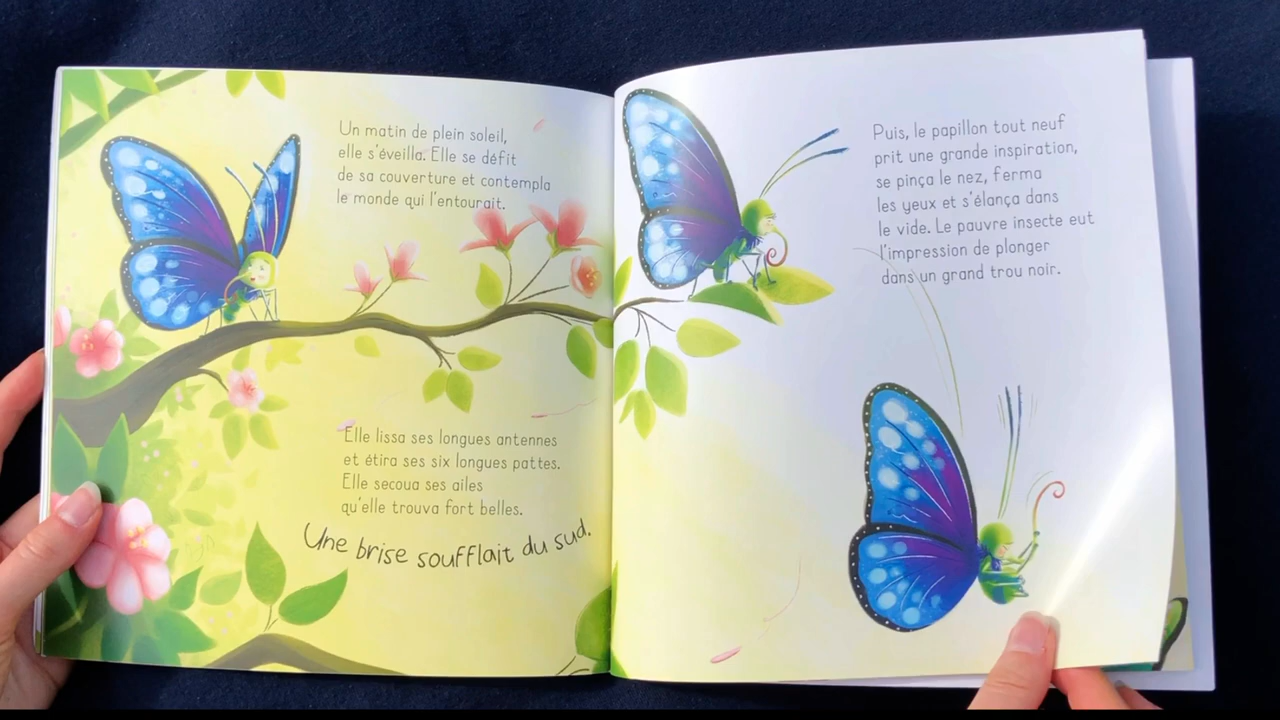 Un matin de plein soleil,
elle s'éveilla. Elle se défit
de sa couverture et contempla
le monde qui l'entourait.
Elle lissa ses longues antennes
et étira ses six longues pattes.
Elle secoua ses ailes
qu'elle trouva fort belles.
Une brise soufflait du sud.
Puis, le papillon tout neuf
prit une grande inspiration,
se pinça le nez, ferma
les yeux et s'élança dans
le vide. Le pauvre insecte eut
l'impression de plonger
dans un grand trou noir.